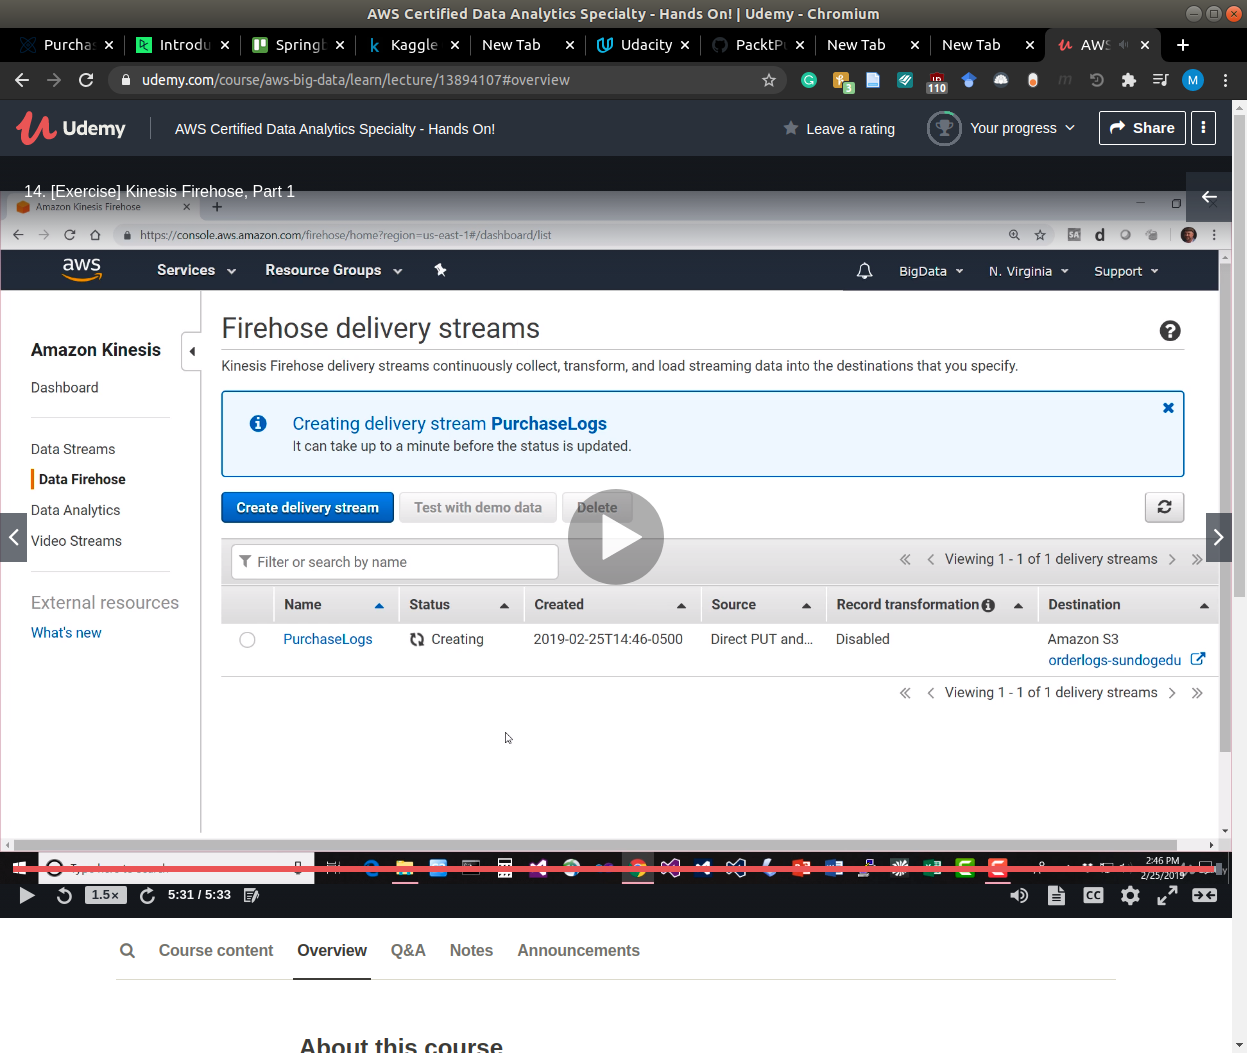 AWS Certified Data Analytics Specialty - Hands On! | Udemy - Chromium
Purchas
Introdu
Springb
Kaggle
New Tab
Udacity
PacktPu
New Tab
New Tab
AWS
udemy.com/course/aws-big-data/learn/lecture/13894107#overview
3
110
M
Udemy
AWS Certified Data Analytics Specialty - Hands On!
Leave a rating
Your progress
Share
14. [Exercise] Kinesis Firehose, Part 1
Amazon Kinesis Firehose
https://console.aws.amazon.com/firehose/home?region=us-east-1#/dashboard/list
aws
Services
Resource Groups
BigData
N. Virginia
Support
Amazon Kinesis
Dashboard
Data Streams
Data Firehose
Data Analytics
Video Streams
External resources
What's new
Firehose delivery streams
Kinesis Firehose delivery streams continuously collect, transform, and load streaming data into the destinations that you specify.
Creating delivery stream PurchaseLogs
It can take up to a minute before the status is updated.
Create delivery stream
Test with demo data
Delete
Filter or search by name
Viewing 1 - 1 of 1 delivery streams
Name
Status
Created
Source
Record transformation
Destination
PurchaseLogs
Creating
2019-02-25T14:46-0500
Direct PUT and...
Disabled
Amazon S3
orderlogs-sundogedu
Viewing 1 - 1 of 1 delivery streams
2:46 PM
2/25/2019
1.5×
5:31 / 5:33
CC
Course content
Overview
Q&A
Notes
Announcements
About this course